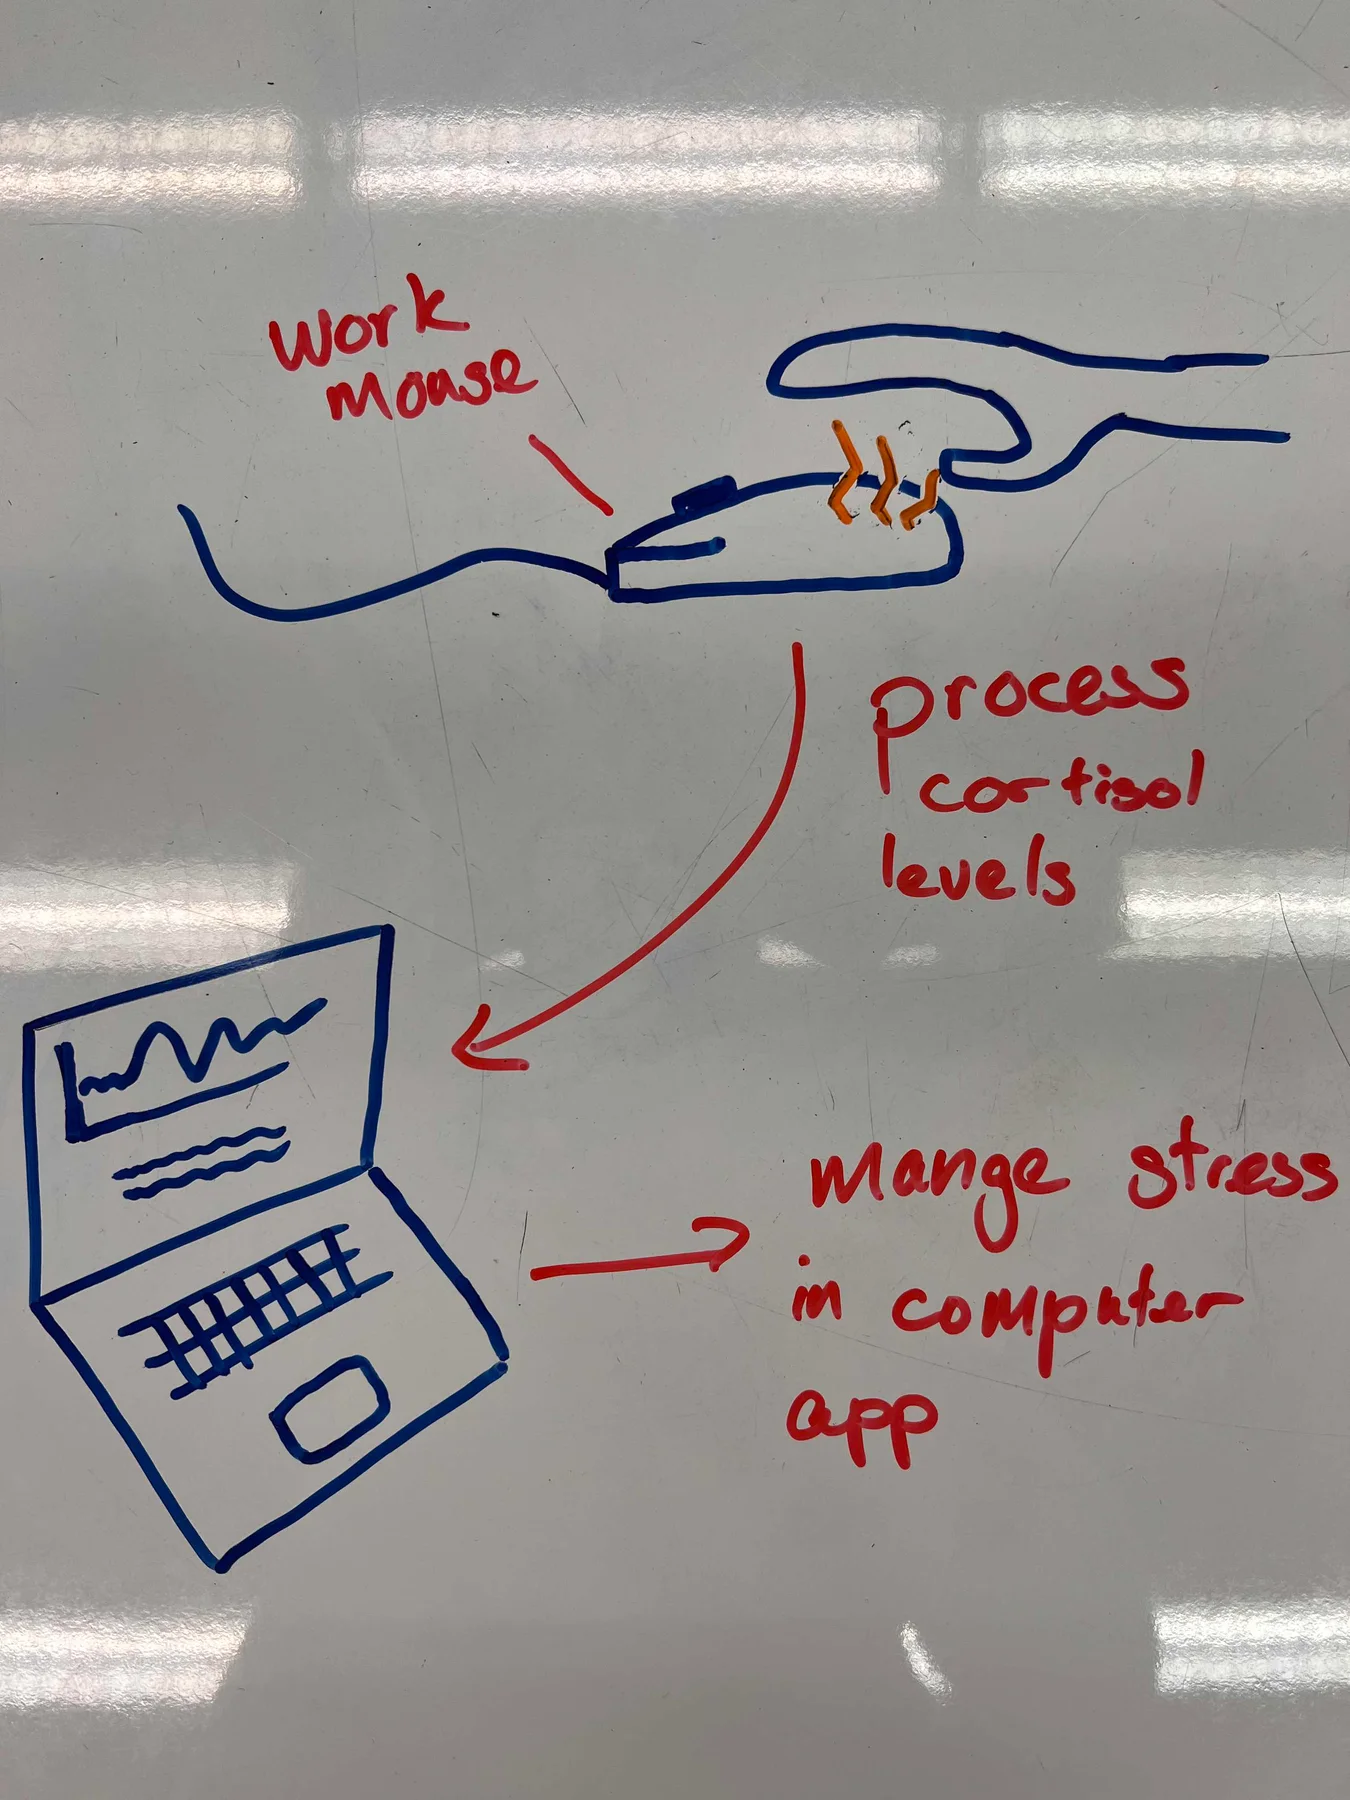 Work
Mouse
process
cortisol
levels
Mange stress
in computer
app